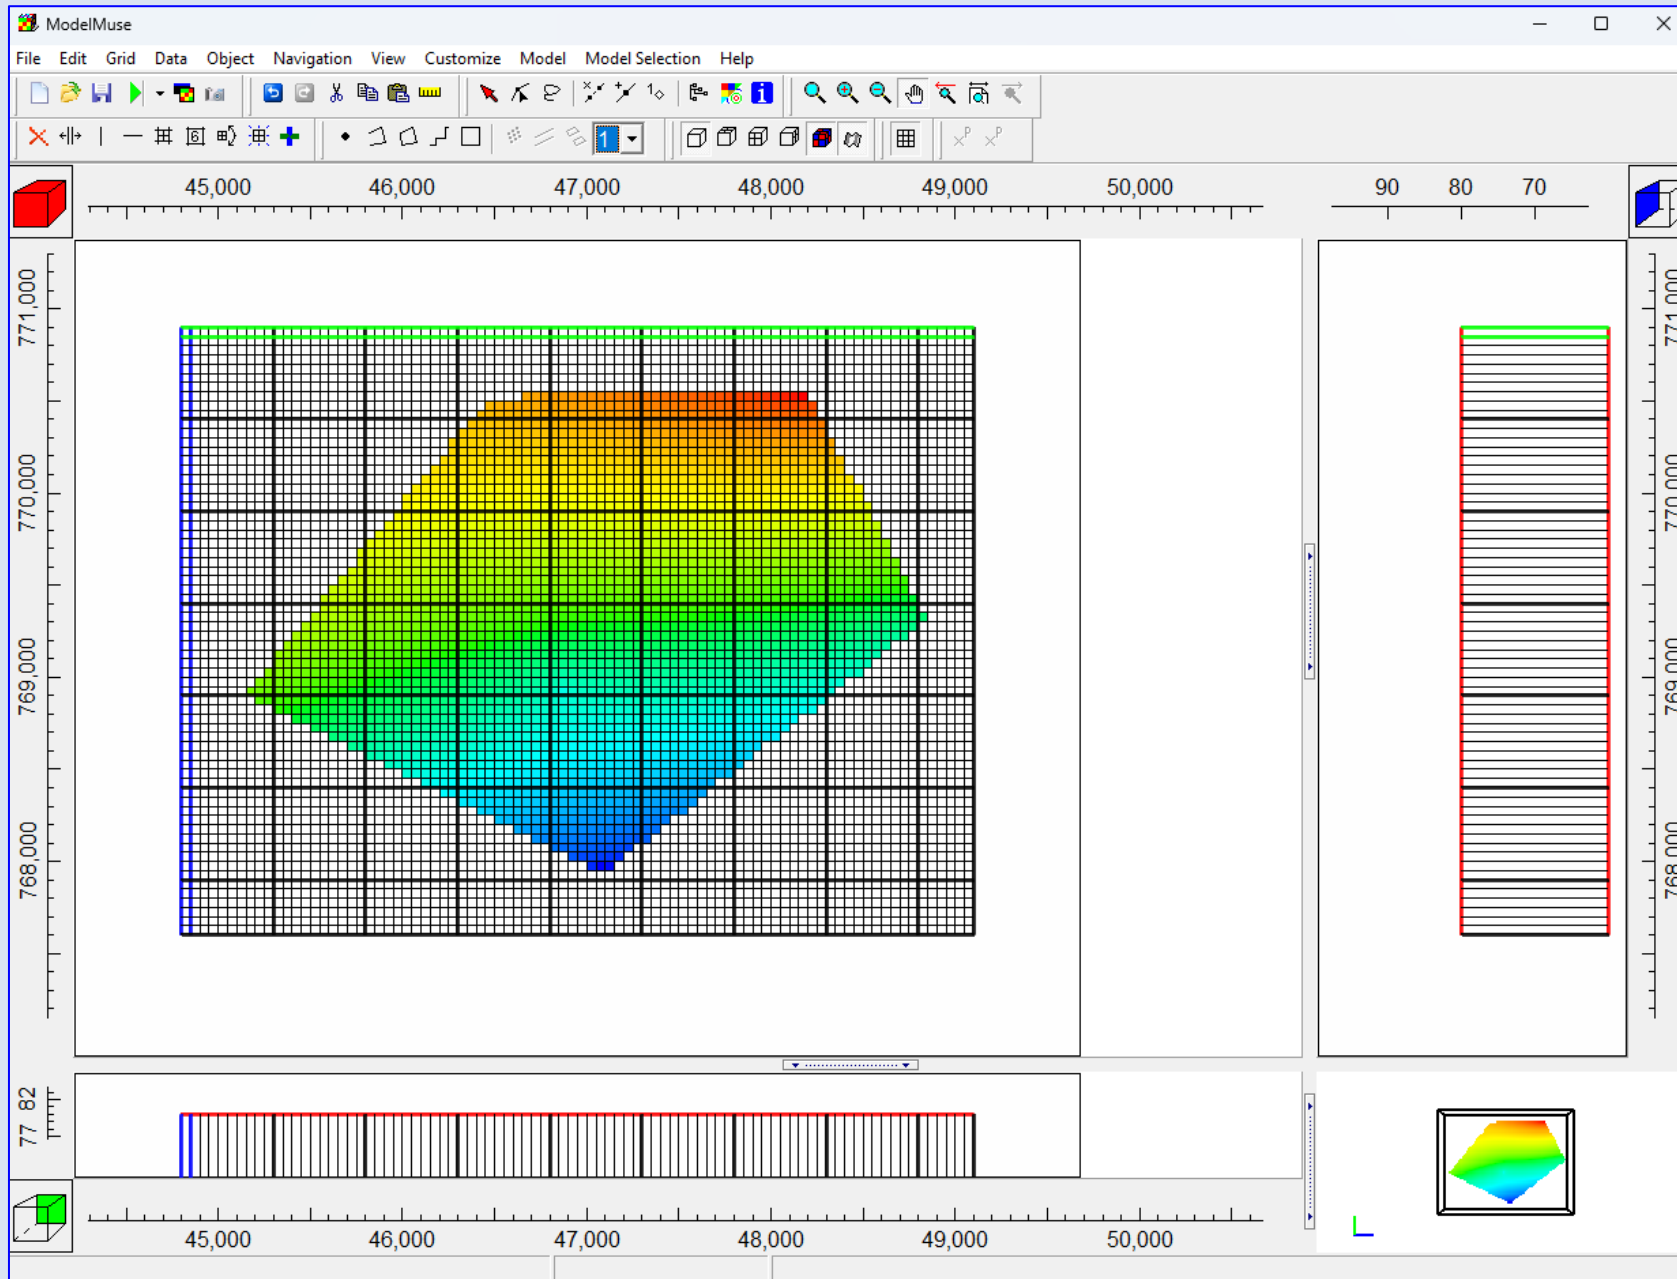 ModelMuse
File Edit Grid Data Object Navigation View Customize Model Model Selection Help
1
45,000 46,000 47,000 48,000 49,000 50,000 90 80 70
771,000 771,000
770,000 770,000
769,000 769,000
768,000 768,000
82
77
45,000 46,000 47,000 48,000 49,000 50,000